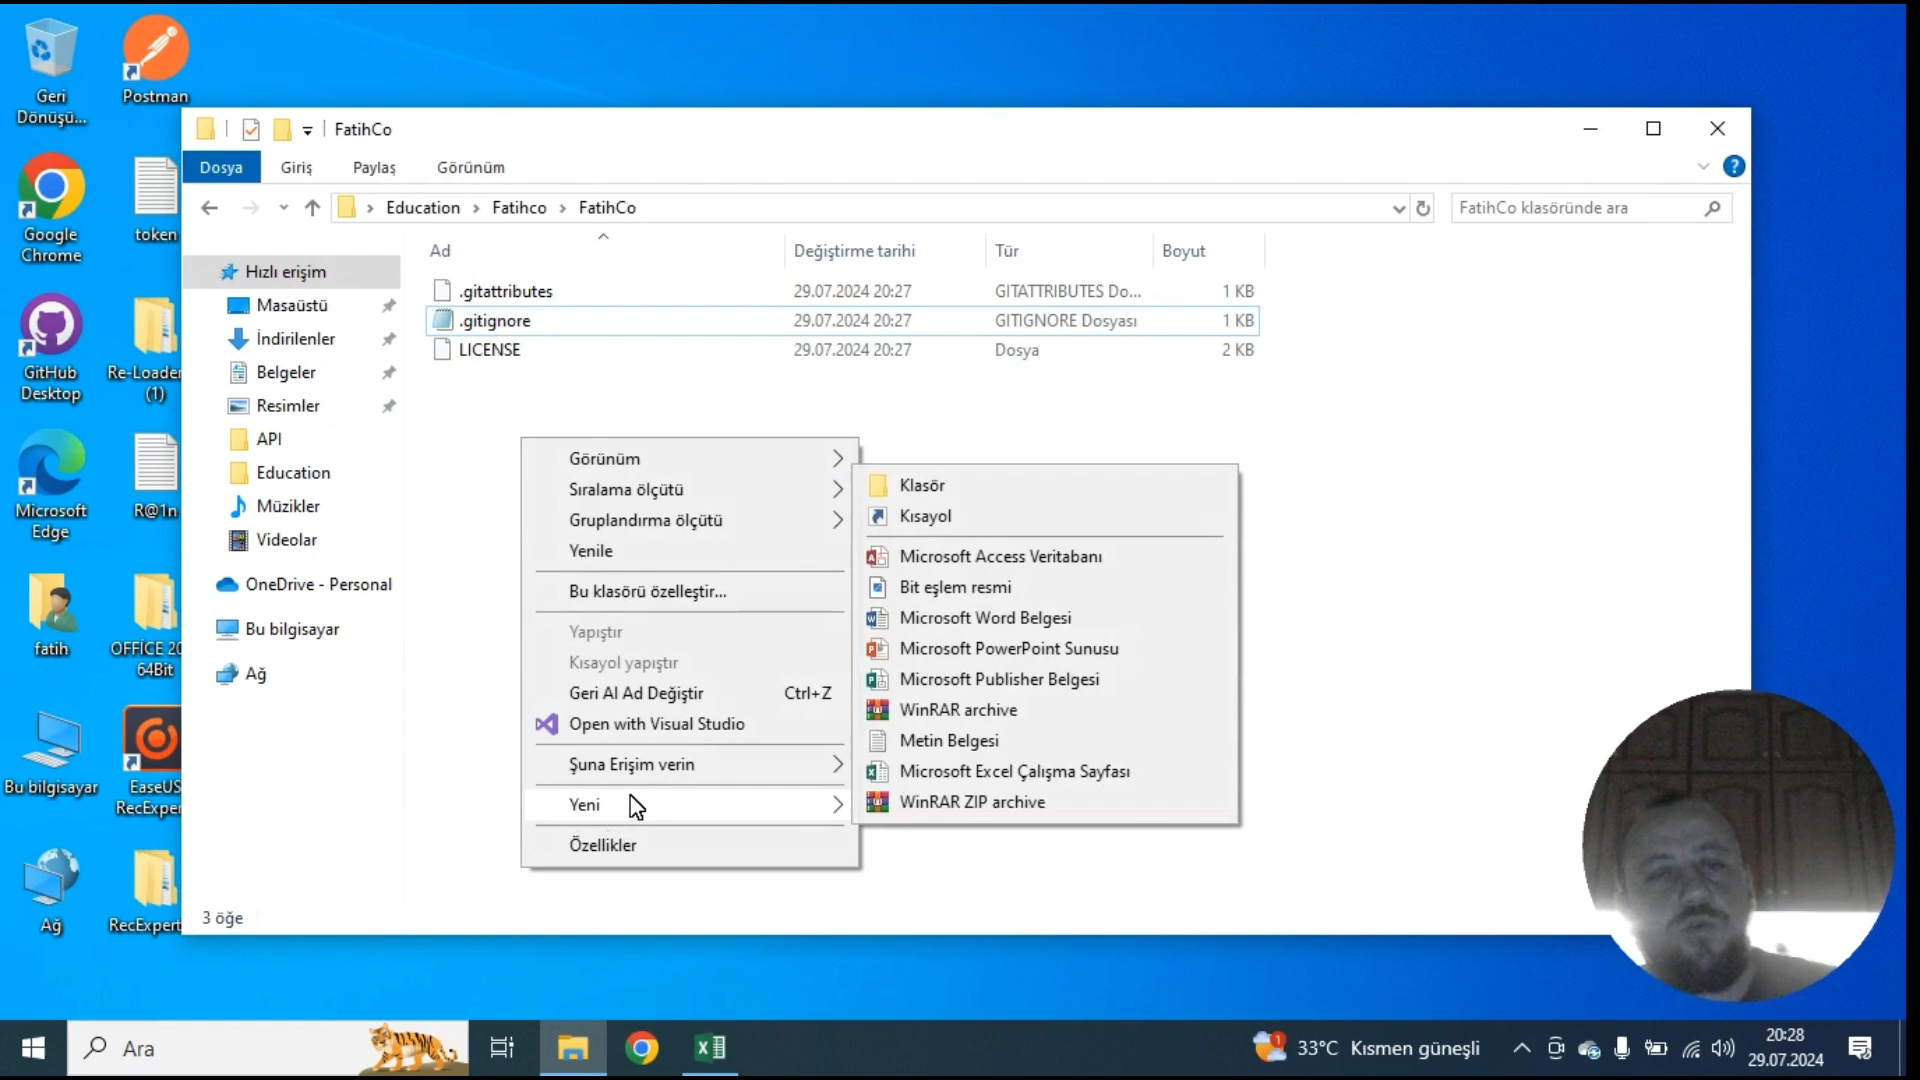 Geri
Dönüşü...
Postman
Google
Chrome
token
GitHub
Desktop
Re-Loader
(1)
Microsoft
Edge
R@1n
fatih
OFFİCE 20
64Bit
Bu bilgisayar
EaseUS
RecExper
Ağ
RecExpert
FatihCo
Dosya
Giriş
Paylaş
Görünüm
Education > Fatihco > FatihCo
FatihCo klasöründe ara
Hızlı erişim
Masaüstü
İndirilenler
Belgeler
Resimler
API
Education
Müzikler
Videolar
OneDrive - Personal
Bu bilgisayar
Ağ
Ad Değiştirme tarihi Tür Boyut
.gitattributes 29.07.2024 20:27 GITATTRIBUTES Do... 1 KB
.gitignore 29.07.2024 20:27 GITIGNORE Dosyası 1 KB
LICENSE 29.07.2024 20:27 Dosya 2 KB
Görünüm
Sıralama ölçütü
Gruplandırma ölçütü
Yenile
Bu klasörü özelleştir...
Yapıştır
Kısayol yapıştır
Geri Al Ad Değiştir Ctrl+Z
Open with Visual Studio
Şuna Erişim verin
Yeni
Özellikler
Klasör
Kısayol
Microsoft Access Veritabanı
Bit eşlem resmi
Microsoft Word Belgesi
Microsoft PowerPoint Sunusu
Microsoft Publisher Belgesi
WinRAR archive
Metin Belgesi
Microsoft Excel Çalışma Sayfası
WinRAR ZIP archive
3 öğe
Ara
33°C Kısmen güneşli
20:28
29.07.2024